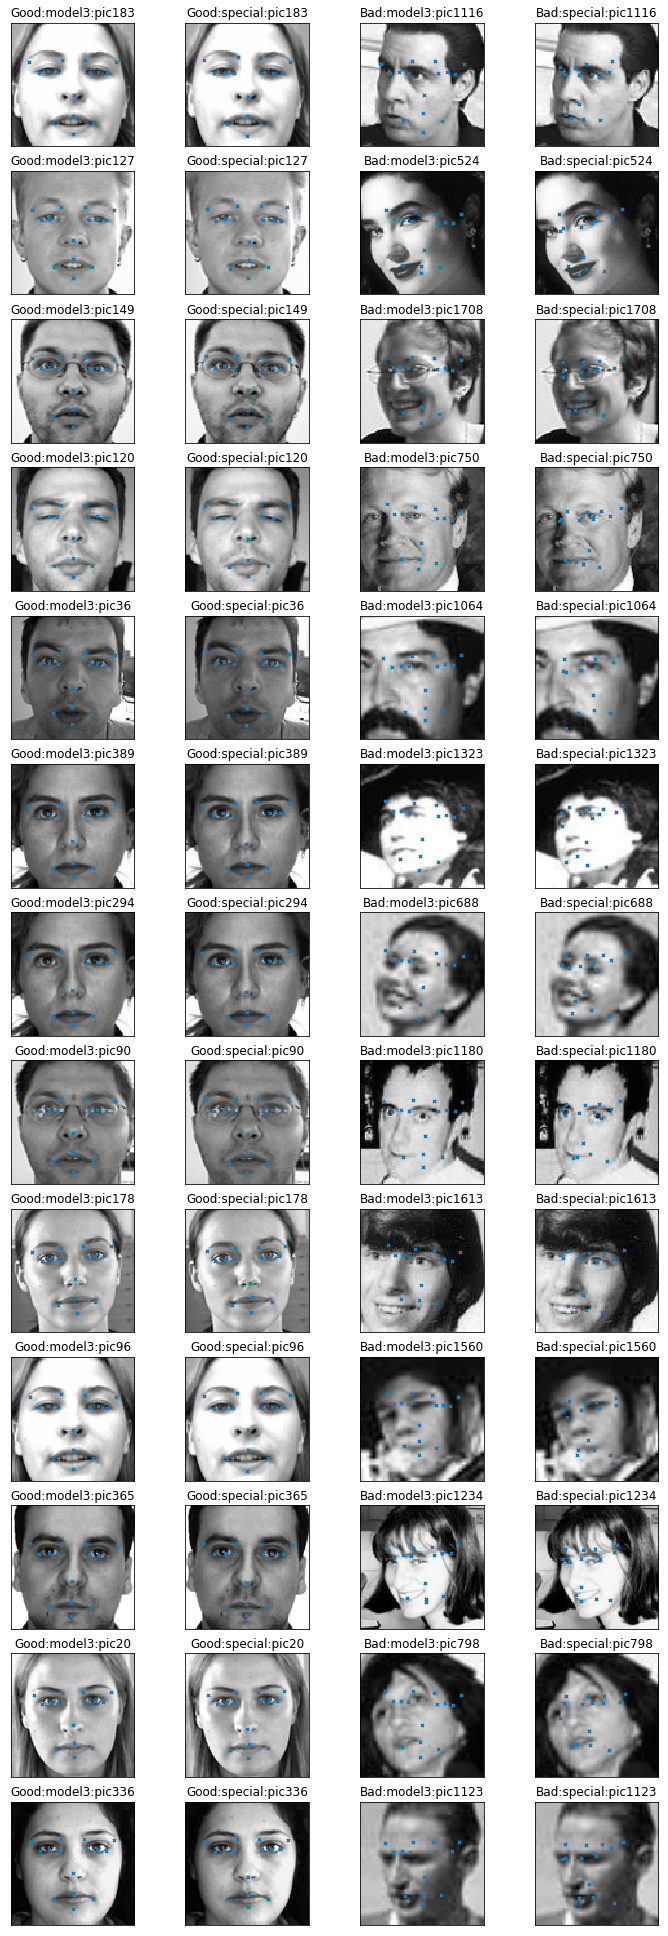 Good:model3:pic183 Good:special:pic183 Bad:model3:pic1116 Bad:special:pic1116
Good:model3:pic127 Good:special:pic127 Bad:model3:pic524 Bad:special:pic524
Good:model3:pic149 Good:special:pic149 Bad:model3:pic1708 Bad:special:pic1708
Good:model3:pic120 Good:special:pic120 Bad:model3:pic750 Bad:special:pic750
Good:model3:pic36 Good:special:pic36 Bad:model3:pic1064 Bad:special:pic1064
Good:model3:pic389 Good:special:pic389 Bad:model3:pic1323 Bad:special:pic1323
Good:model3:pic294 Good:special:pic294 Bad:model3:pic688 Bad:special:pic688
Good:model3:pic90 Good:special:pic90 Bad:model3:pic1180 Bad:special:pic1180
Good:model3:pic178 Good:special:pic178 Bad:model3:pic1613 Bad:special:pic1613
Good:model3:pic96 Good:special:pic96 Bad:model3:pic1560 Bad:special:pic1560
Good:model3:pic365 Good:special:pic365 Bad:model3:pic1234 Bad:special:pic1234
Good:model3:pic20 Good:special:pic20 Bad:model3:pic798 Bad:special:pic798
Good:model3:pic336 Good:special:pic336 Bad:model3:pic1123 Bad:special:pic1123